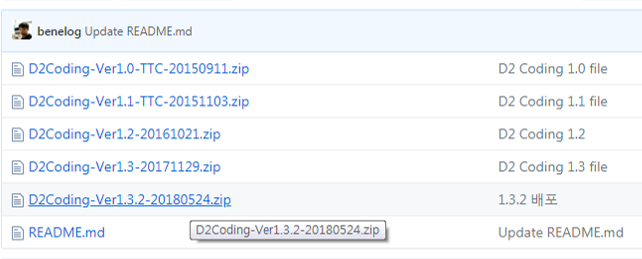 benelog Update README.md
D2Coding-Ver1.0-TTC-20150911.zip D2 Coding 1.0 file
D2Coding-Ver1.1-TTC-20151103.zip D2 Coding 1.1 file
D2Coding-Ver1.2-20161021.zip D2 Coding 1.2
D2Coding-Ver1.3-20171129.zip D2 Coding 1.3 file
D2Coding-Ver1.3.2-20180524.zip 1.3.2 배포
README.md D2Coding-Ver1.3.2-20180524.zip Update README.md